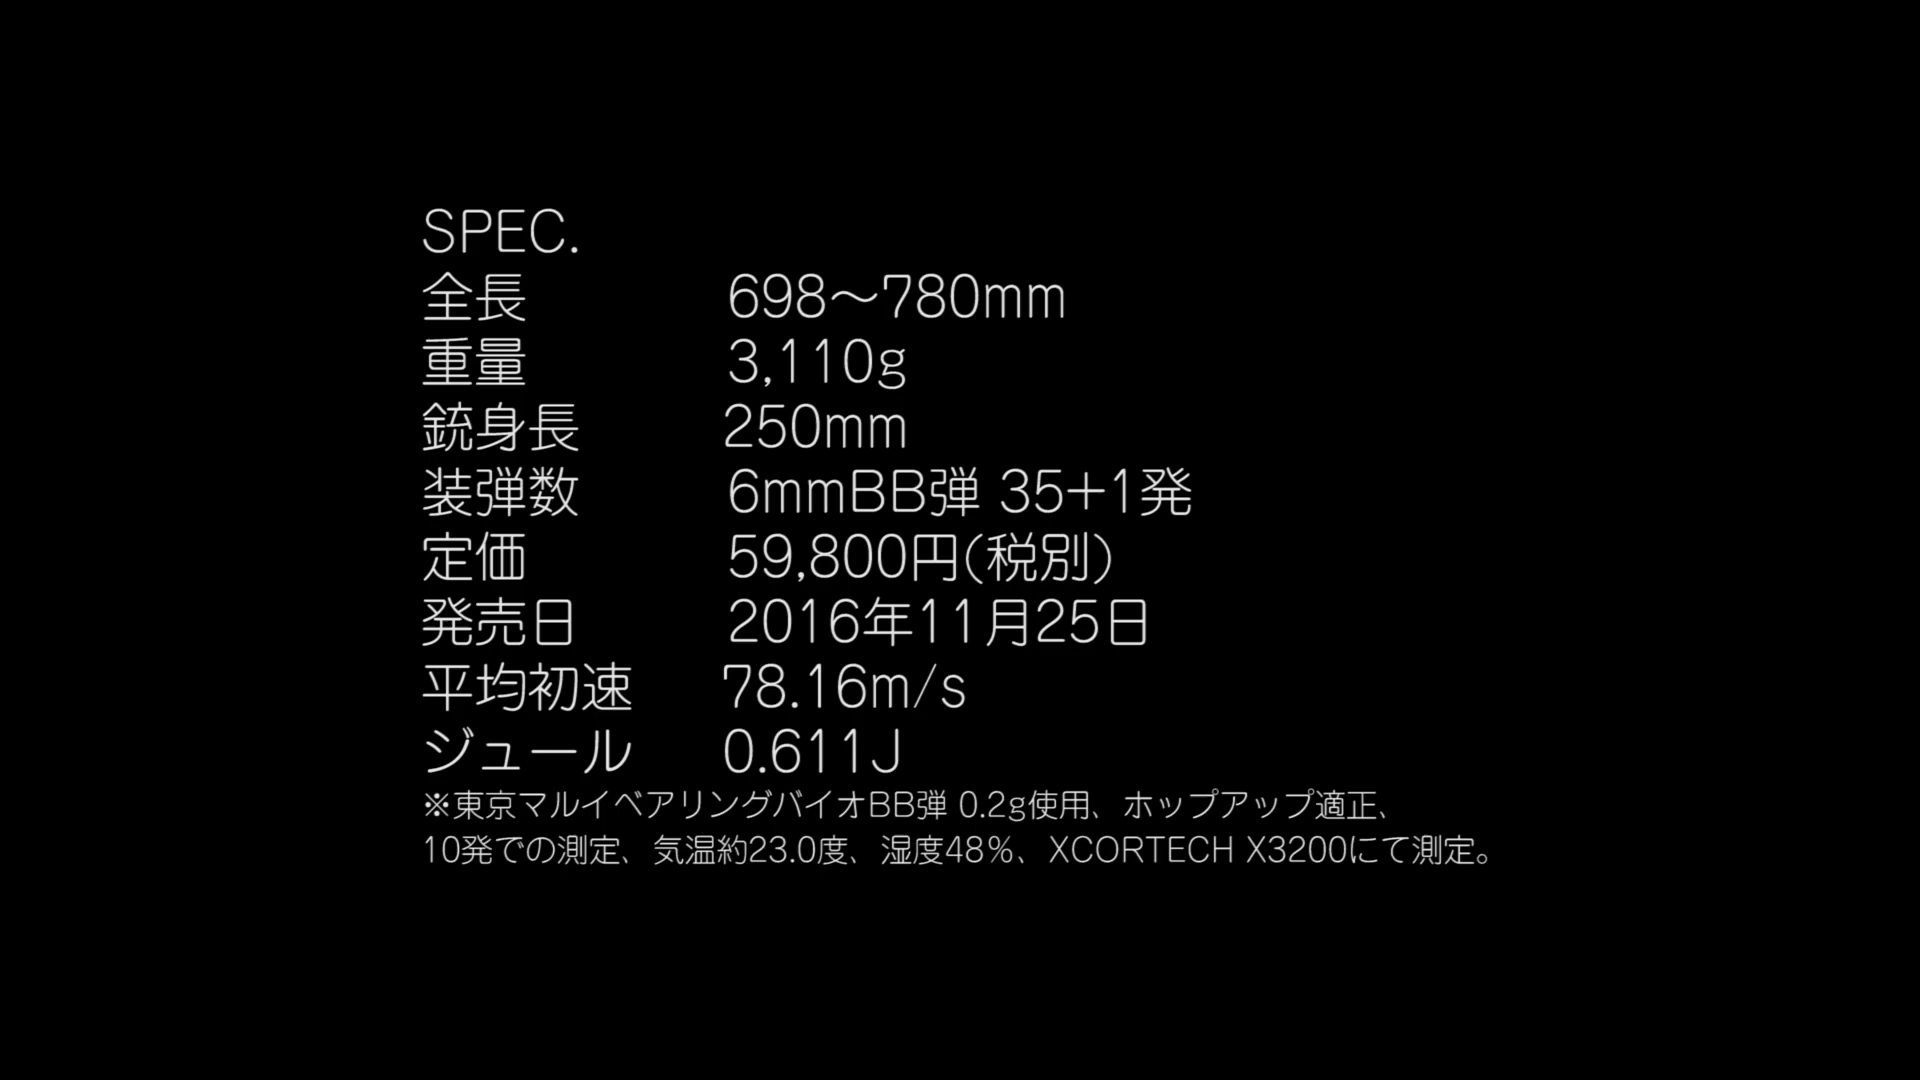 SPEC.
全長 698～780mm
重量 3,110g
銃身長 250mm
装弾数 6mmBB弾 35+1発
定価 59,800円(税別)
発売日 2016年11月25日
平均初速 78.16m/s
ジュール 0.611J
※東京マルイベアリングバイオBB弾 0.2g使用、ホップアップ適正、
10発での測定、気温約23.0度、湿度48%、XCORTECH X3200にて測定。